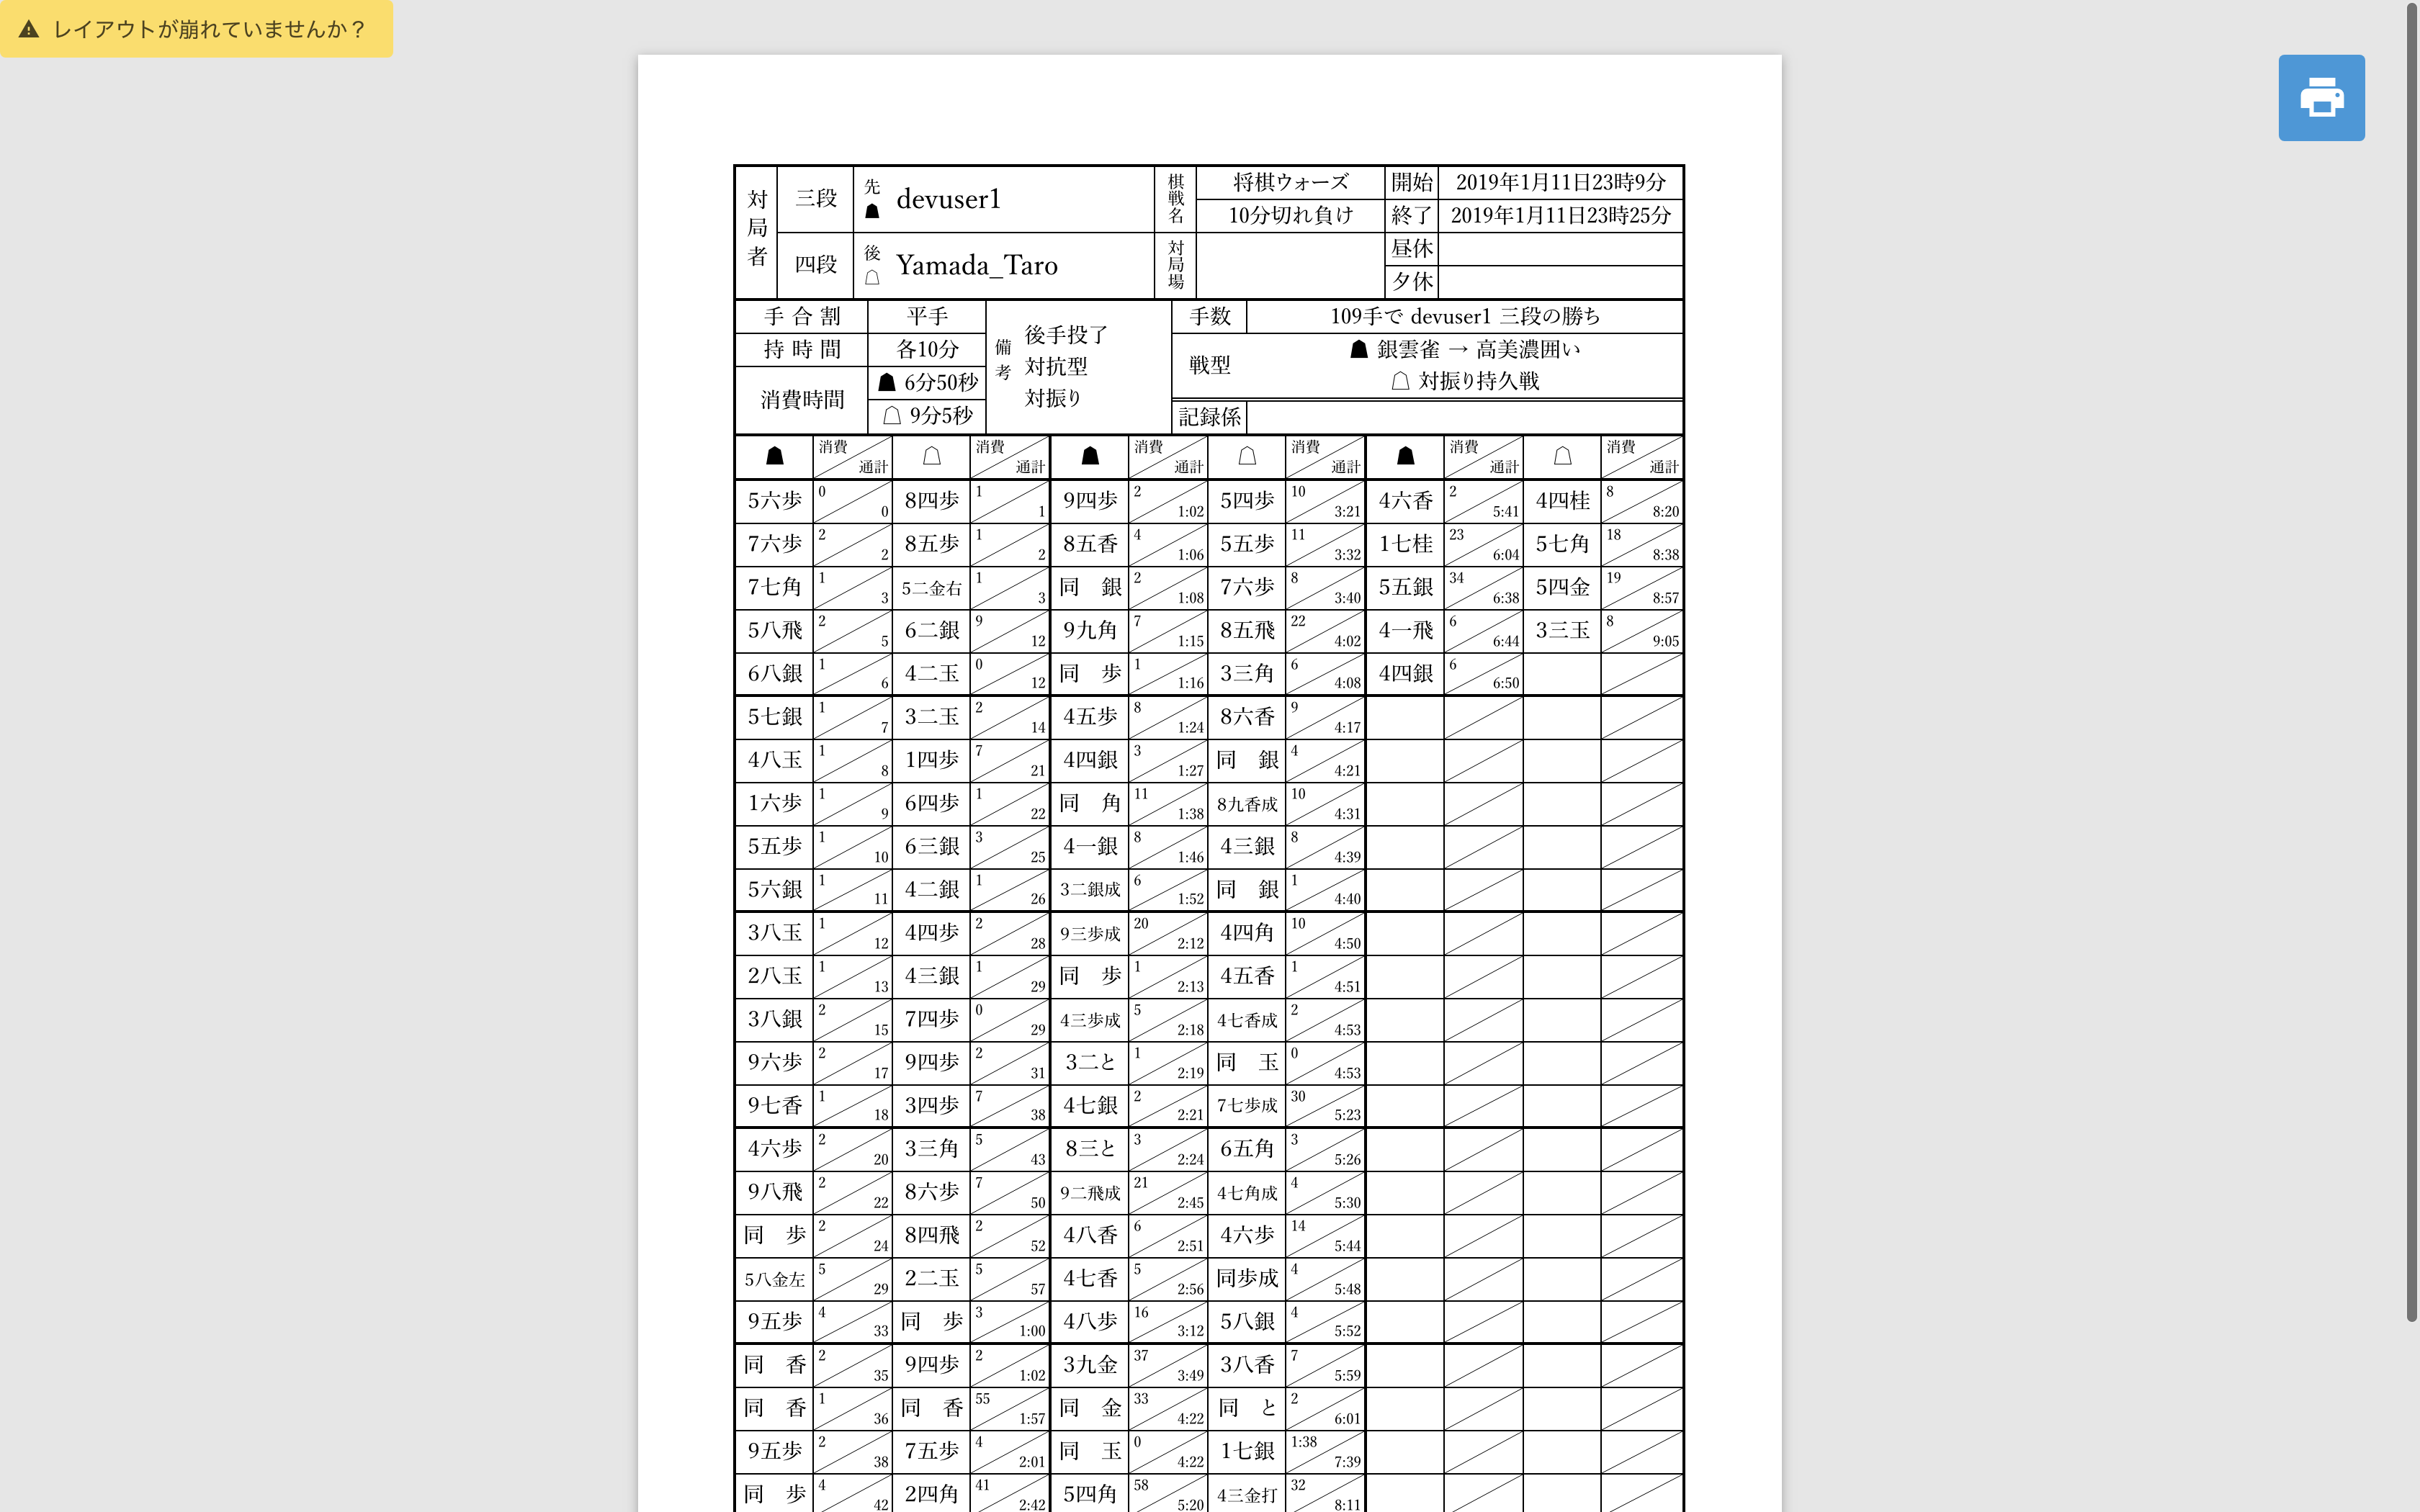 レイアウトが崩れていませんか？
対局者 三段 先 devuser1 棋戦名 将棋ウォーズ 開始 2019年1月11日23時9分
10分切れ負け 終了 2019年1月11日23時25分
四段 後 Yamada_Taro 対局場 昼休
夕休
手合割 平手 備考 後手投了 手数 109手で devuser1 三段の勝ち
持時間 各10分 対抗型 戦型 ☗ 銀雲雀 → 高美濃囲い
消費時間 ☗ 6分50秒 対振り ☖ 対振り持久戦
☖ 9分5秒 記録係
☗ 消費 通計 ☖ 消費 通計 ☗ 消費 通計 ☖ 消費 通計 ☗ 消費 通計 ☖ 消費 通計
5六歩 0 0 8四歩 1 1 9四歩 2 1:02 5四歩 10 3:21 4六香 2 5:41 4四桂 8 8:20
7六歩 2 2 8五歩 1 2 8五香 4 1:06 5五歩 11 3:32 1七桂 23 6:04 5七角 18 8:38
7七角 1 3 5二金右 1 3 同　銀 2 1:08 7六歩 8 3:40 5五銀 34 6:38 5四金 19 8:57
5八飛 2 5 6二銀 9 12 9九角 7 1:15 8五飛 22 4:02 4一飛 6 6:44 3三玉 8 9:05
6八銀 1 6 4二玉 0 12 同　歩 1 1:16 3三角 6 4:08 4四銀 6 6:50
5七銀 1 7 3二玉 2 14 4五歩 8 1:24 8六香 9 4:17
4八玉 1 8 1四歩 7 21 4四銀 3 1:27 同　銀 4 4:21
1六歩 1 9 6四歩 1 22 同　角 11 1:38 8九香成 10 4:31
5五歩 1 10 6三銀 3 25 4一銀 8 1:46 4三銀 8 4:39
5六銀 1 11 4二銀 1 26 3二銀成 6 1:52 同　銀 1 4:40
3八玉 1 12 4四歩 2 28 9三歩成 20 2:12 4四角 10 4:50
2八玉 1 13 4三銀 1 29 同　歩 1 2:13 4五香 1 4:51
3八銀 2 15 7四歩 0 29 4三歩成 5 2:18 4七香成 2 4:53
9六歩 2 17 9四歩 2 31 3二と 1 2:19 同　玉 0 4:53
9七香 1 18 3四歩 7 38 4七銀 2 2:21 7七歩成 30 5:23
4六歩 2 20 3三角 5 43 8三と 3 2:24 6五角 3 5:26
9八飛 2 22 8六歩 7 50 9二飛成 21 2:45 4七角成 4 5:30
同　歩 2 24 8四飛 2 52 4八香 6 2:51 4六歩 14 5:44
5八金左 5 29 2二玉 5 57 4七香 5 2:56 同歩成 4 5:48
9五歩 4 33 同　歩 3 1:00 4八歩 16 3:12 5八銀 4 5:52
同　香 2 35 9四歩 2 1:02 3九金 37 3:49 3八香 7 5:59
同　香 1 36 同　香 55 1:57 同　金 33 4:22 同　と 2 6:01
9五歩 2 38 7五歩 4 2:01 同　玉 0 4:22 1七銀 1:38 7:39
同　歩 4 42 2四角 41 2:42 5四角 58 5:20 4三金打 32 8:11